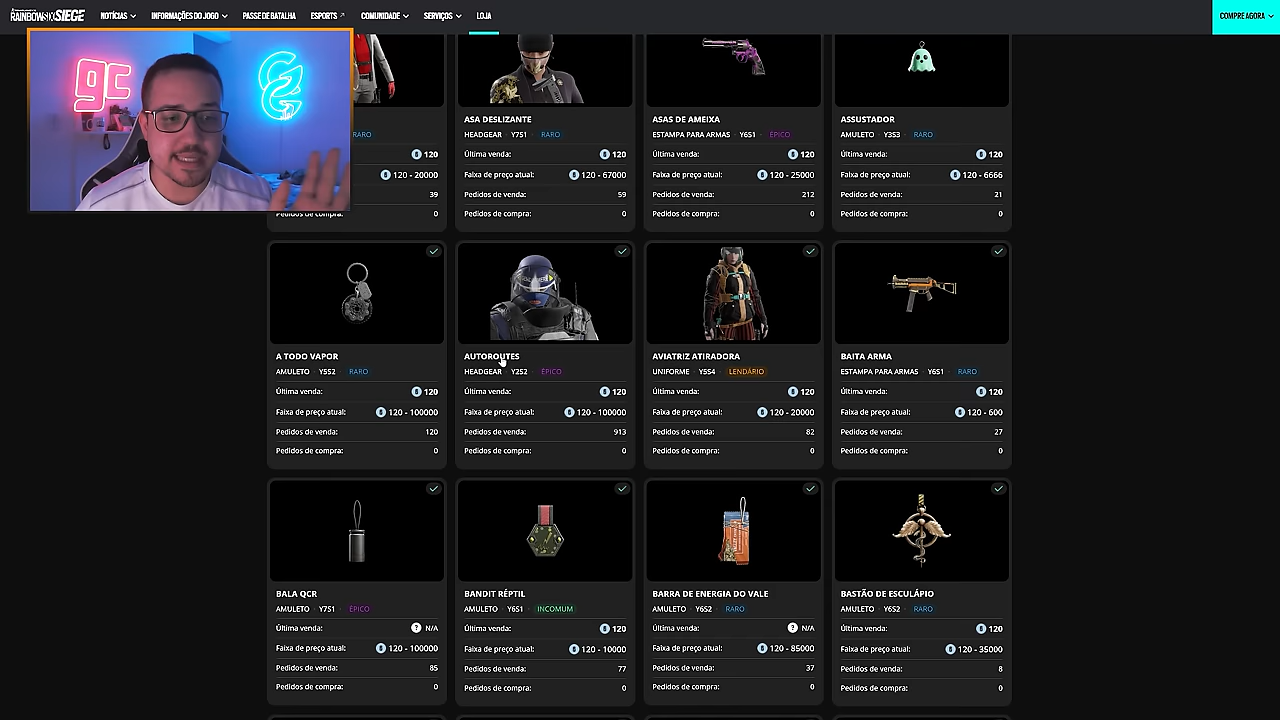 RAINBOWSIX SIEGE
NOTÍCIAS
INFORMAÇÕES DO JOGO
PASSE DE BATALHA
ESPORTS
COMUNIDADE
SERVIÇOS
LOJA
COMPRE AGORA
gc
RARO
120
120 - 20000
39
Pedidos de compra: 0
ASA DESLIZANTE
HEADGEAR · Y7S1 · RARO
Última venda: 120
Faixa de preço atual: 120 - 67000
Pedidos de venda: 59
Pedidos de compra: 0
ASAS DE AMEIXA
ESTAMPA PARA ARMAS · Y6S1 · ÉPICO
Última venda: 120
Faixa de preço atual: 120 - 25000
Pedidos de venda: 212
Pedidos de compra: 0
ASSUSTADOR
AMULETO · Y3S3 · RARO
Última venda: 120
Faixa de preço atual: 120 - 6666
Pedidos de venda: 21
Pedidos de compra: 0
A TODO VAPOR
AMULETO · Y5S2 · RARO
Última venda: 120
Faixa de preço atual: 120 - 100000
Pedidos de venda: 120
Pedidos de compra: 0
AUTOROUTES
HEADGEAR · Y2S2 · ÉPICO
Última venda: 120
Faixa de preço atual: 120 - 100000
Pedidos de venda: 913
Pedidos de compra: 0
AVIATRIZ ATIRADORA
UNIFORME · Y5S4 · LENDÁRIO
Última venda: 120
Faixa de preço atual: 120 - 20000
Pedidos de venda: 82
Pedidos de compra: 0
BAITA ARMA
ESTAMPA PARA ARMAS · Y6S1 · RARO
Última venda: 120
Faixa de preço atual: 120 - 600
Pedidos de venda: 27
Pedidos de compra: 0
BALA QCR
AMULETO · Y7S1 · ÉPICO
Última venda: N/A
Faixa de preço atual: 120 - 100000
Pedidos de venda: 85
Pedidos de compra: 0
BANDIT RÉPTIL
AMULETO · Y6S1 · INCOMUM
Última venda: 120
Faixa de preço atual: 120 - 10000
Pedidos de venda: 77
Pedidos de compra: 0
BARRA DE ENERGIA DO VALE
AMULETO · Y6S2 · RARO
Última venda: N/A
Faixa de preço atual: 120 - 85000
Pedidos de venda: 37
Pedidos de compra: 0
BASTÃO DE ESCULÁPIO
AMULETO · Y6S2 · RARO
Última venda: 120
Faixa de preço atual: 120 - 35000
Pedidos de venda: 8
Pedidos de compra: 0